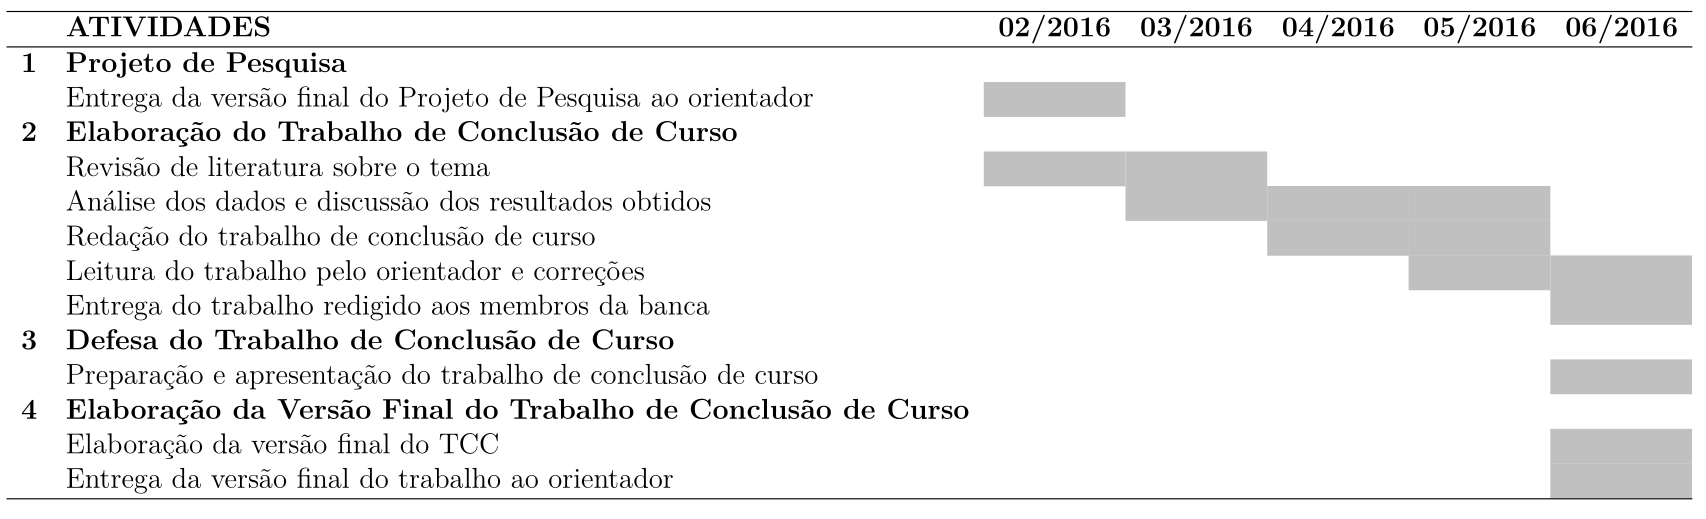 ATIVIDADES 02/2016 03/2016 04/2016 05/2016 06/2016
1 Projeto de Pesquisa
Entrega da versão final do Projeto de Pesquisa ao orientador
2 Elaboração do Trabalho de Conclusão de Curso
Revisão de literatura sobre o tema
Análise dos dados e discussão dos resultados obtidos
Redação do trabalho de conclusão de curso
Leitura do trabalho pelo orientador e correções
Entrega do trabalho redigido aos membros da banca
3 Defesa do Trabalho de Conclusão de Curso
Preparação e apresentação do trabalho de conclusão de curso
4 Elaboração da Versão Final do Trabalho de Conclusão de Curso
Elaboração da versão final do TCC
Entrega da versão final do trabalho ao orientador